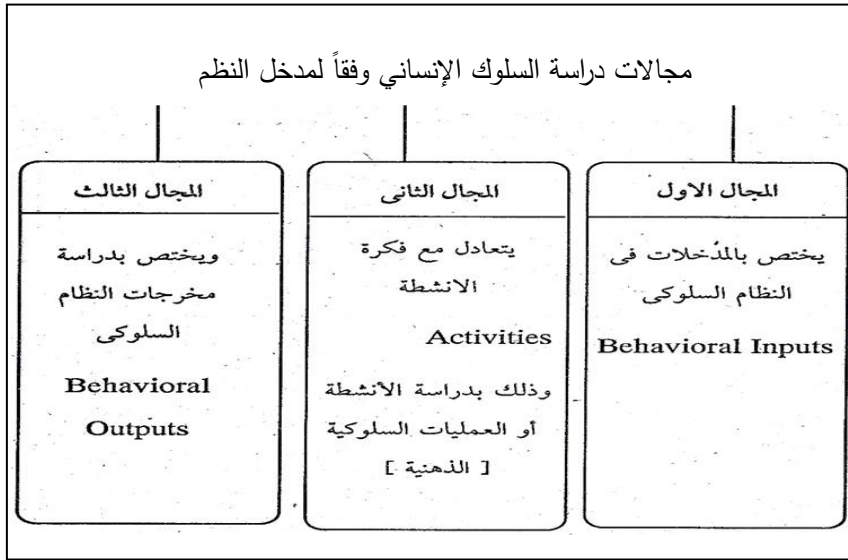 مجالات دراسة السلوك الإنساني وفقاً لمدخل النظم
المجال الاول
يختص بالمدخلات فى
النظام السلوكى
Behavioral Inputs
المجال الثانى
يتعادل مع فكرة
الانشطة
Activities
وذلك بدراسة الأنشطة
أو العمليات السلوكية
[ الذهنية ]
المجال الثالث
ويختص بدراسة
مخرجات النظام
السلوكى
Behavioral
Outputs